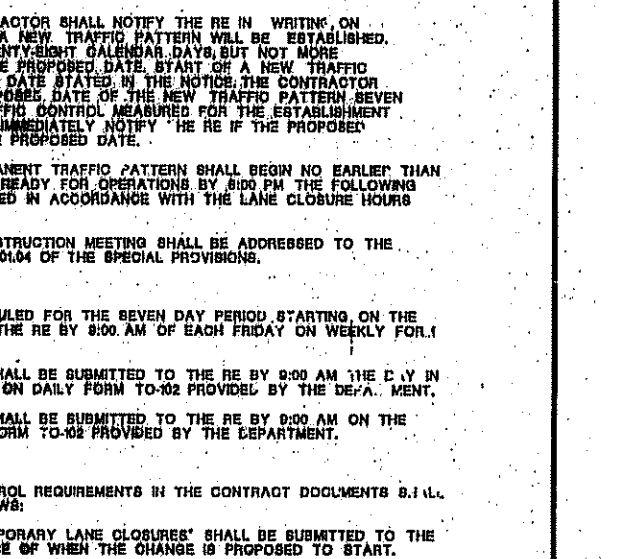 ACTOR SHALL NOTIFY THE RE IN WRITING, ON
A NEW TRAFFIC PATTERN WILL BE ESTABLISHED.
NTY-EIGHT CALENDAR DAYS, BUT NOT MORE
E PROPOSED DATE. START OF A NEW TRAFFIC
DATE STATED IN THE NOTICE, THE CONTRACTOR
POSED DATE OF THE NEW TRAFFIC PATTERN SEVEN
FFIC CONTROL MEASURED FOR THE ESTABLISHMENT
IMMEDIATELY NOTIFY HE RE IF THE PROPOSED
PROPOSED DATE.
ANENT TRAFFIC PATTERN SHALL BEGIN NO EARLIER THAN
READY FOR OPERATIONS BY PM THE FOLLOWING
ED IN ACCORDANCE WITH THE LANE CLOSURE HOURS
STRUCTION MEETING SHALL BE ADDRESSED TO THE
01.04 OF THE SPECIAL PROVISIONS.
ULED FOR THE SEVEN DAY PERIOD STARTING ON THE
THE RE BY 9:00 AM OF EACH FRIDAY ON WEEKLY
HALL BE SUBMITTED TO THE RE BY 9:00 AM THE IN
ON DAILY FORM TO-102 PROVIDED BY THE MENT.
HALL BE SUBMITTED TO THE RE BY 9:00 AM ON THE
ORM TO-102 PROVIDED BY THE DEPARTMENT.
ROL REQUIREMENTS IN THE CONTRACT DOCUMENTS
WS:
PORARY LANE CLOSURES" SHALL BE SUBMITTED TO THE
E OF WHEN THE CHANGE IS PROPOSED TO START.